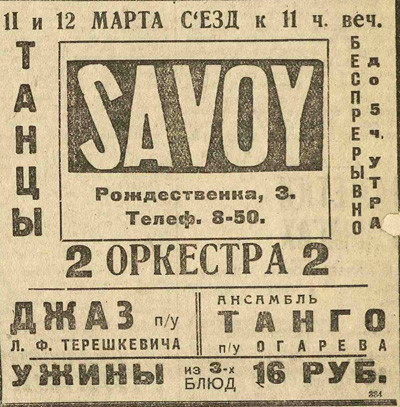 11 и 12 МАРТА С'ЕЗД к 11 ч. веч.
ТАНЦЫ
SAVOY
Рождественка, 3.
Телеф. 8-50.
БЕСПРЕРЫВНО
до 5 ч. УТРА
2 ОРКЕСТРА 2
ДЖАЗ п/у
Л. Ф. ТЕРЕШКЕВИЧА
АНСАМБЛЬ
ТАНГО
п/у ОГАРЕВА
УЖИНЫ из 3-х БЛЮД 16 РУБ.
334